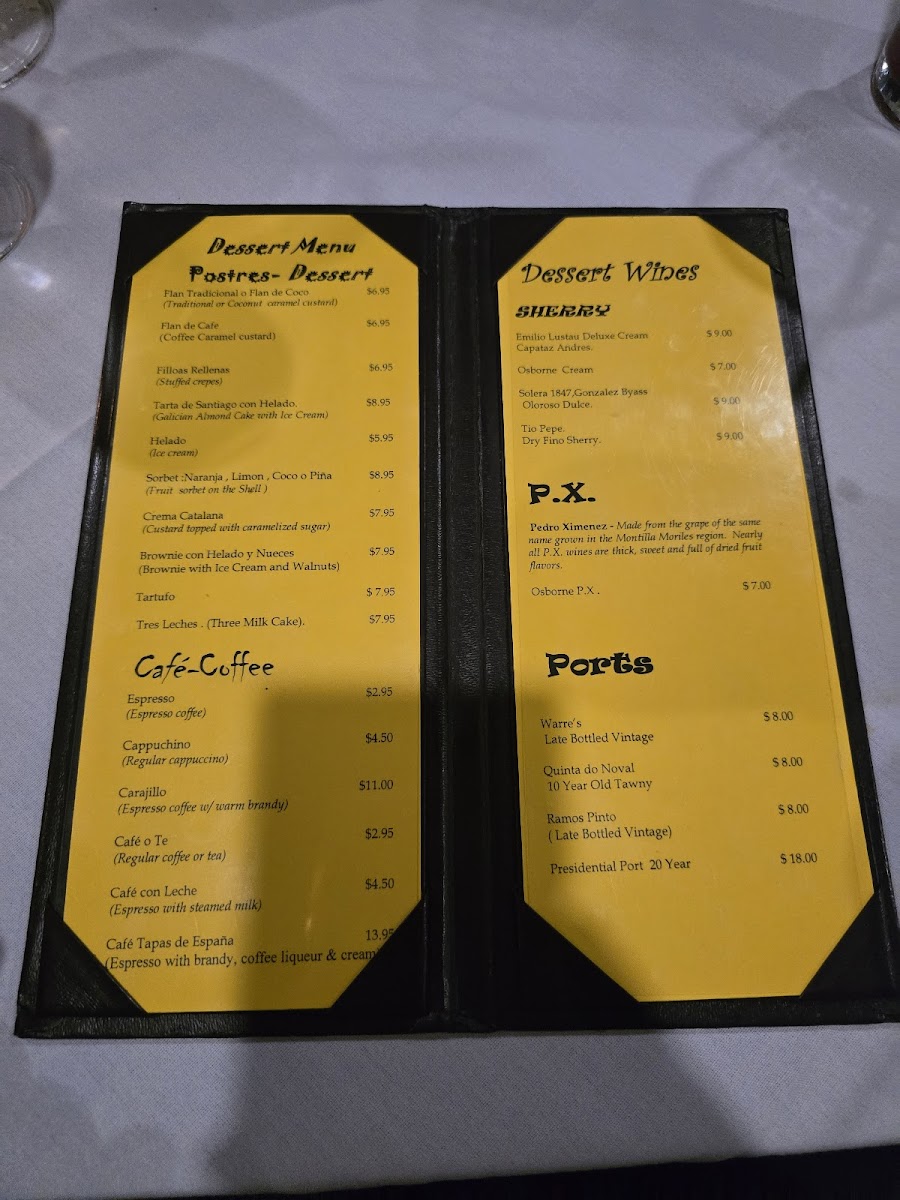 Dessert Menu
Postres- Dessert
Flan Tradicional o Flan de Coco $6.95
(Traditional or Coconut caramel custard)
Flan de Cafe $6.95
(Coffee Caramel custard)
Filloas Rellenas $6.95
(Stuffed crepes)
Tarta de Santiago con Helado. $8.95
(Galician Almond Cake with Ice Cream)
Helado $5.95
(Ice cream)
Sorbet :Naranja , Limon , Coco o Piña $8.95
(Fruit sorbet on the Shell )
Crema Catalana $7.95
(Custard topped with caramelized sugar)
Brownie con Helado y Nueces $7.95
(Brownie with Ice Cream and Walnuts)
Tartufo $ 7.95
Tres Leches . (Three Milk Cake). $7.95
Café-Coffee
Espresso $2.95
(Espresso coffee)
Cappuchino $4.50
(Regular cappuccino)
Carajillo $11.00
(Espresso coffee w/ warm brandy)
Café o Te $2.95
(Regular coffee or tea)
Café con Leche $4.50
(Espresso with steamed milk)
Café Tapas de España 13.95
(Espresso with brandy, coffee liqueur & cream
Dessert Wines
SHERRY
Emilio Lustau Deluxe Cream $ 9.00
Capataz Andres.
Osborne Cream $ 7.00
Solera 1847,Gonzalez Byass
Oloroso Dulce. $ 9.00
Tio Pepe.
Dry Fino Sherry. $ 9.00
P.X.
Pedro Ximenez - Made from the grape of the same
name grown in the Montilla Moriles region. Nearly
all P.X. wines are thick, sweet and full of dried fruit
flavors.
Osborne P.X . $ 7.00
Ports
Warre's $ 8.00
Late Bottled Vintage
Quinta do Noval $ 8.00
10 Year Old Tawny
Ramos Pinto $ 8.00
( Late Bottled Vintage)
Presidential Port 20 Year $ 18.00